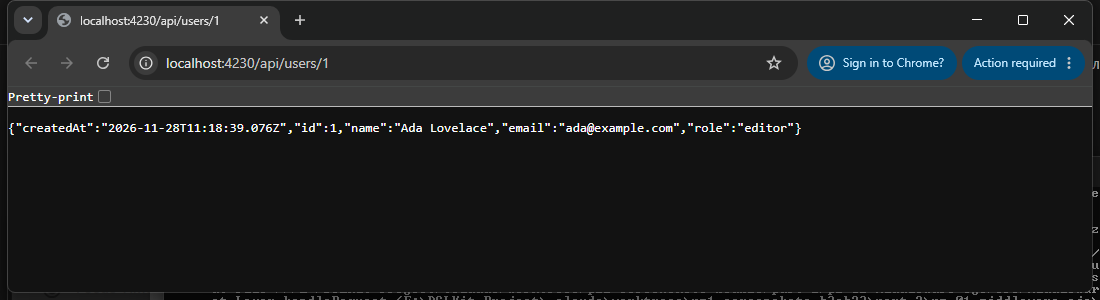 localhost:4230/api/users/1
localhost:4230/api/users/1
Sign in to Chrome?
Action required
Pretty-print
{"createdAt":"2026-11-28T11:18:39.076Z","id":1,"name":"Ada Lovelace","email":"ada@example.com","role":"editor"}